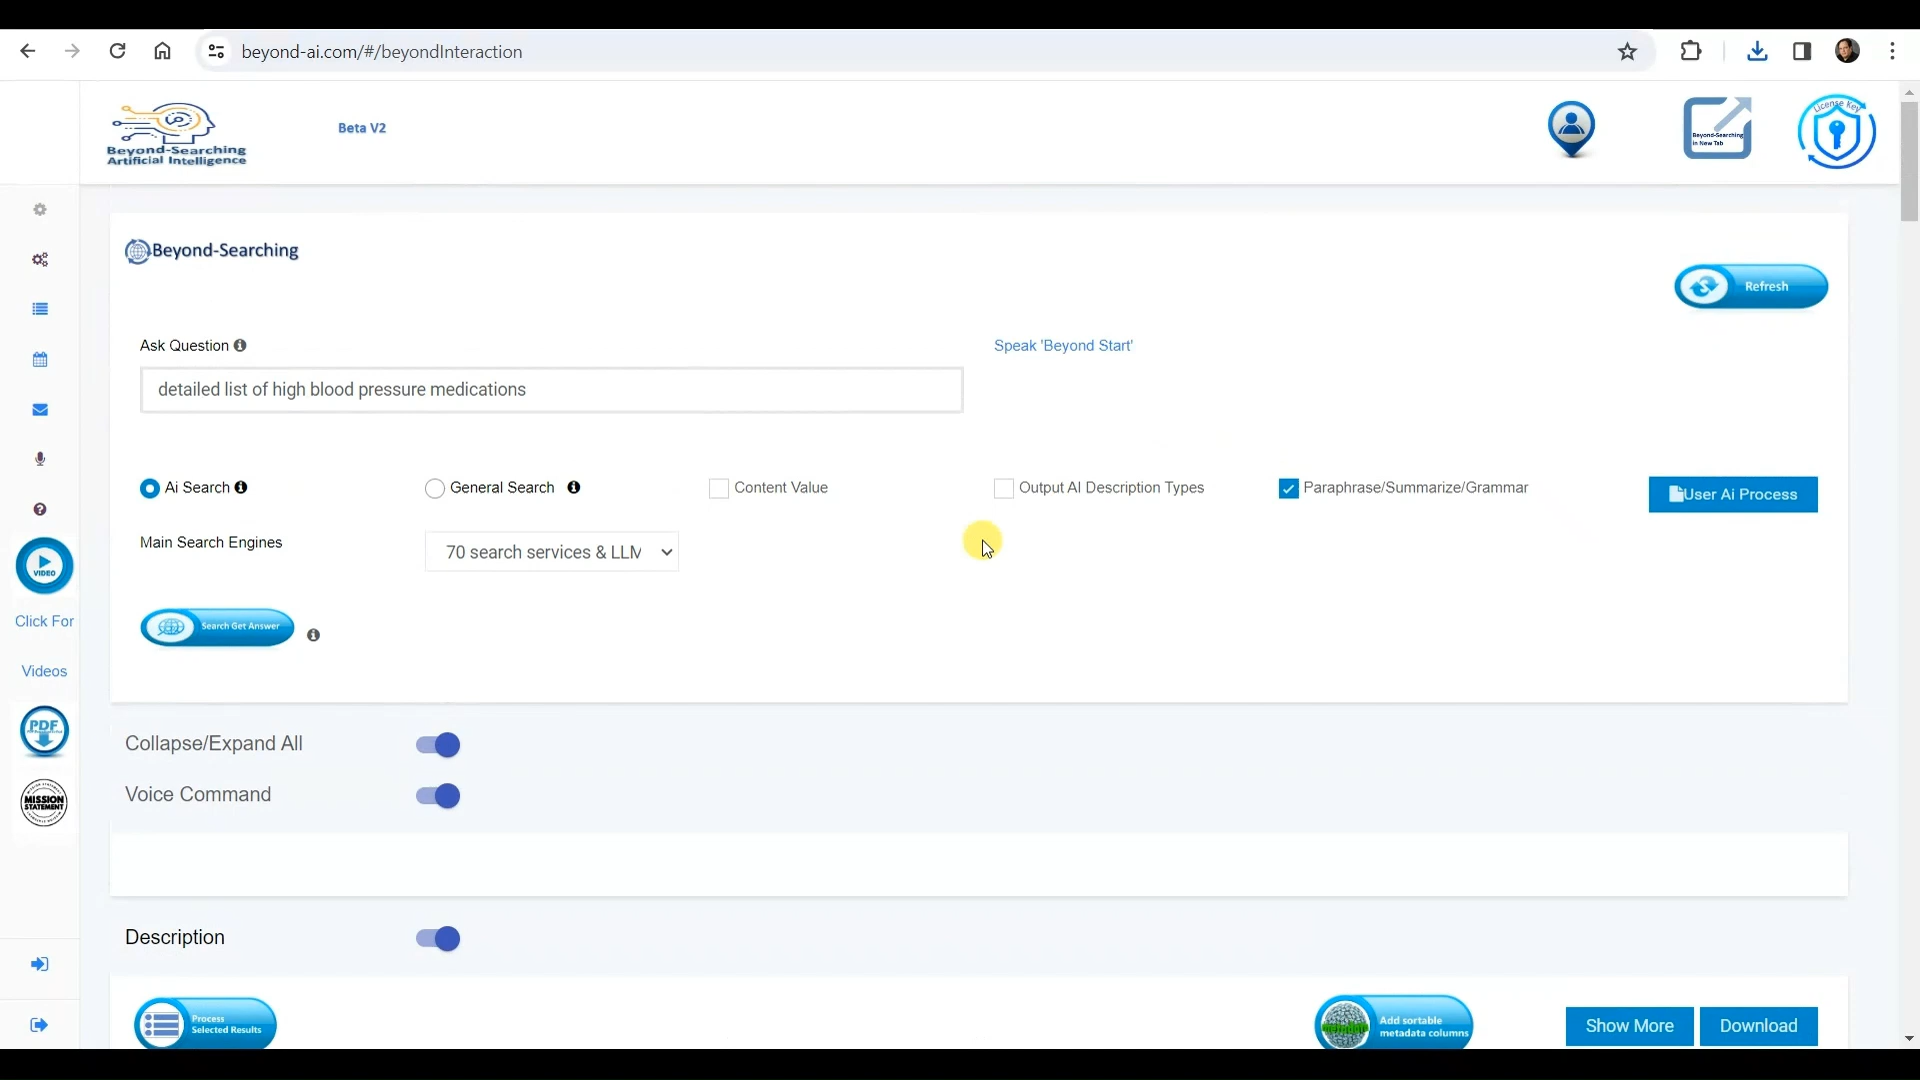 beyond-ai.com/#/beyondInteraction
Beyond-Searching
Artificial Intelligence
Beta V2
Beyond-Searching
in New Tab
License Key
Beyond-Searching
Refresh
Ask Question
Speak 'Beyond Start'
detailed list of high blood pressure medications
Ai Search
General Search
Content Value
Output AI Description Types
Paraphrase/Summarize/Grammar
User Ai Process
Main Search Engines
70 search services & LLM
Search Get Answer
VIDEO
Click For
Videos
PDF
MISSION
STATEMENT
Collapse/Expand All
Voice Command
Description
Process
Selected Results
Add sortable
metadata columns
Show More
Download